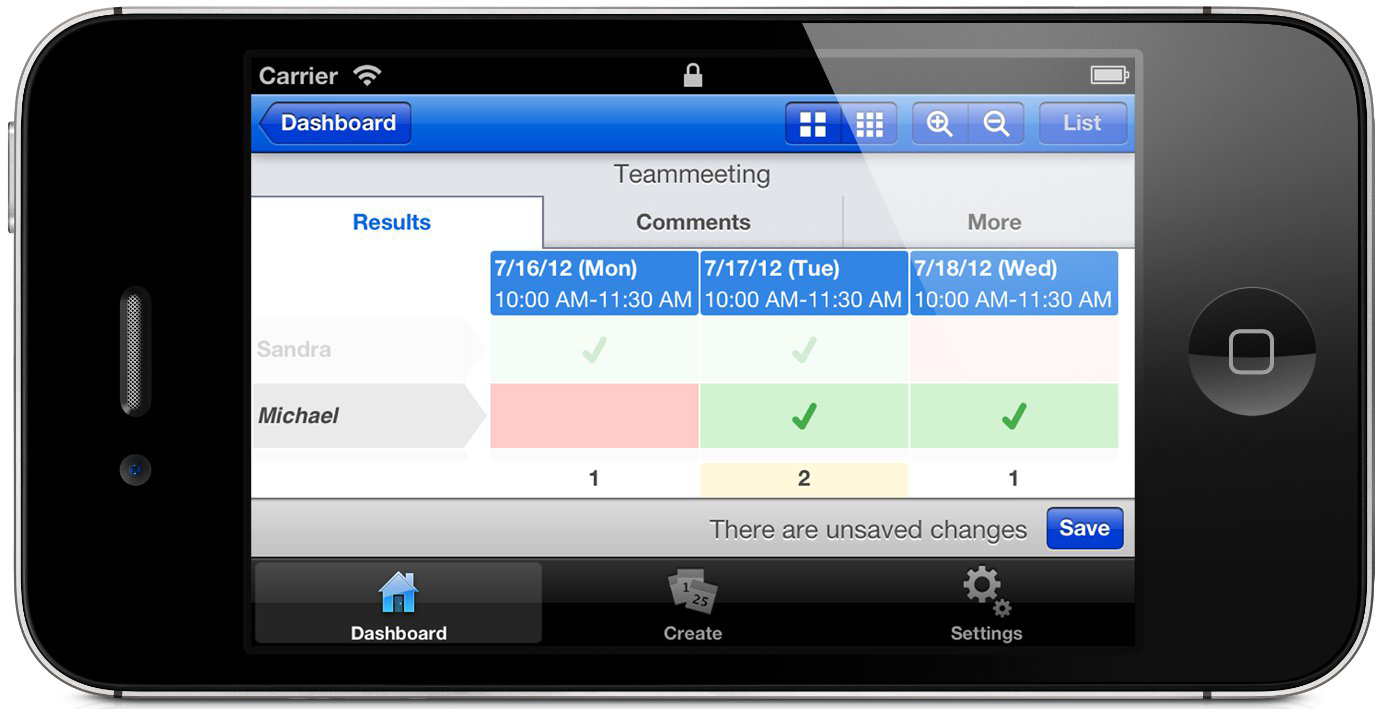 Carrier
Dashboard
List
Teammeeting
Results Comments More
7/16/12 (Mon) 7/17/12 (Tue) 7/18/12 (Wed)
10:00 AM-11:30 AM 10:00 AM-11:30 AM 10:00 AM-11:30 AM
Sandra
Michael
1 2 1
There are unsaved changes Save
1
25
Dashboard Create Settings